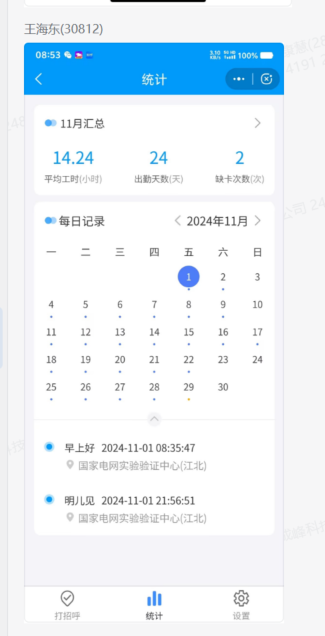 王海东(30812)
08:53 100%
统计
11月汇总
14.24 24 2
平均工时(小时) 出勤天数(天) 缺卡次数(次)
每日记录 2024年11月
一 二 三 四 五 六 日
1 2 3
4 5 6 7 8 9 10
11 12 13 14 15 16 17
18 19 20 21 22 23 24
25 26 27 28 29 30
早上好 2024-11-01 08:35:47
国家电网实验验证中心(江北)
明儿见 2024-11-01 21:56:51
国家电网实验验证中心(江北)
打招呼 统计 设置